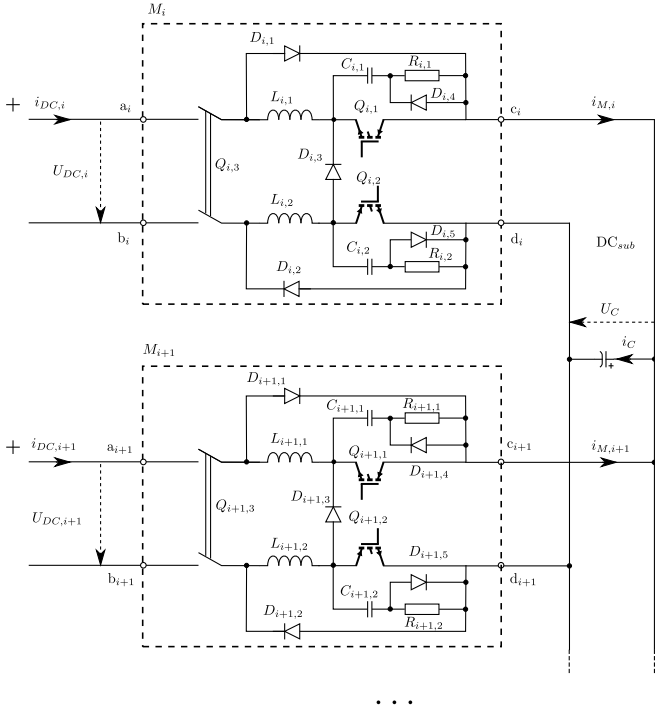 M_i
D_{i,1}
C_{i,1} R_{i,1}
+ i_{DC,i} a_i L_{i,1} Q_{i,1} D_{i,4} c_i i_{M,i}
U_{DC,i} Q_{i,3} D_{i,3} Q_{i,2}
L_{i,2}
b_i C_{i,2} D_{i,5} d_i DC_{sub}
R_{i,2}
D_{i,2}
U_C
i_C
+
M_{i+1}
D_{i+1,1}
C_{i+1,1} R_{i+1,1}
+ i_{DC,i+1} a_{i+1} L_{i+1,1} Q_{i+1,1} c_{i+1} i_{M,i+1}
D_{i+1,4}
U_{DC,i+1} Q_{i+1,3} D_{i+1,3} Q_{i+1,2}
L_{i+1,2} D_{i+1,5}
b_{i+1} C_{i+1,2} d_{i+1}
D_{i+1,2} R_{i+1,2}
. . .